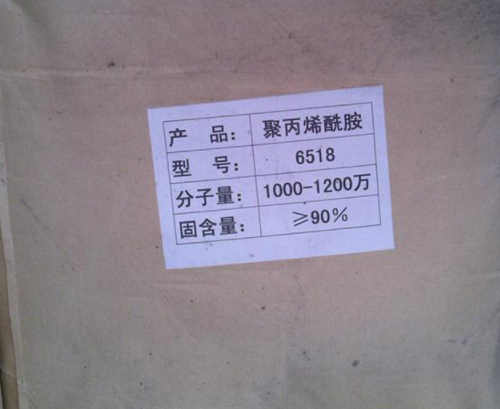 产 品: 聚丙烯酰胺
型 号: 6518
分子量: 1000-1200万
固含量: ≥90%